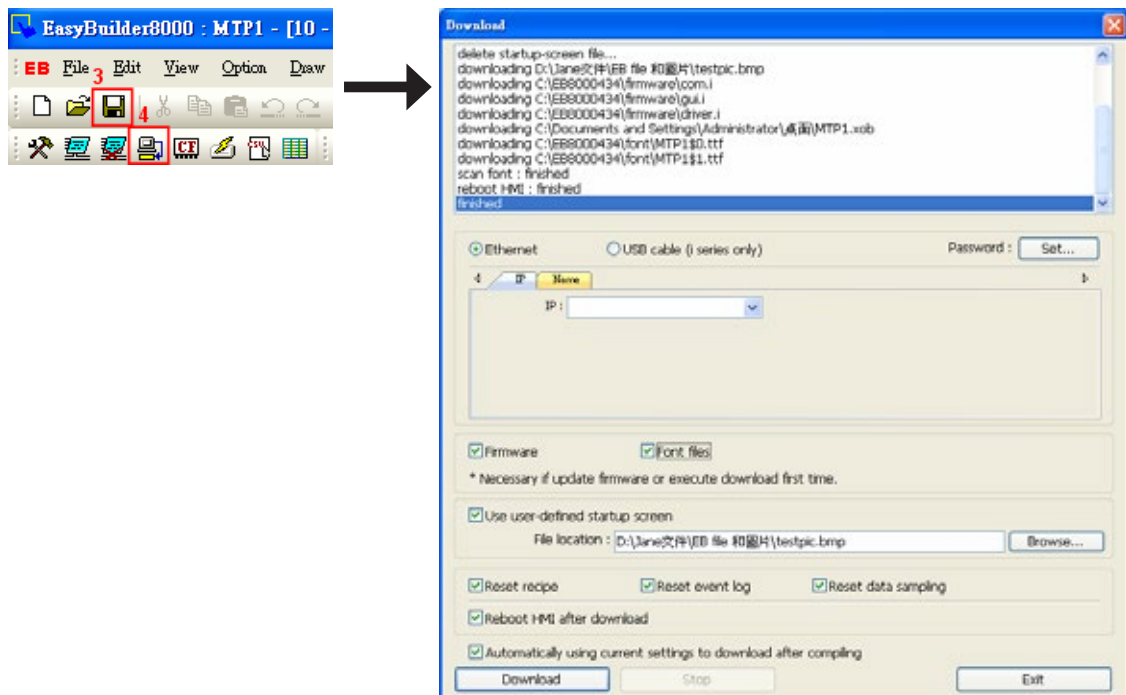 EasyBuilder8000 : MTP1 - [10 -
EB File 3 Edit View Option Draw
4
CF
Download
delete startup-screen file...
downloading D:\Jane文件\EB file 和圖片\testpic.bmp
downloading C:\EB8000434\firmware\com.i
downloading C:\EB8000434\firmware\gui.i
downloading C:\EB8000434\firmware\driver.i
downloading C:\Documents and Settings\Administrator\桌面\MTP1.xob
downloading C:\EB8000434\font\MTP1$0.ttf
downloading C:\EB8000434\font\MTP1$1.ttf
scan font : finished
reboot HMI : finished
finished
Ethernet USB cable (i series only) Password : Set...
IP Name
IP :
Firmware Font files
* Necessary if update firmware or execute download first time.
Use user-defined startup screen
File location : D:\Jane文件\EB file 和圖片\testpic.bmp Browse...
Reset recipe Reset event log Reset data sampling
Reboot HMI after download
Automatically using current settings to download after compiling
Download Stop Exit